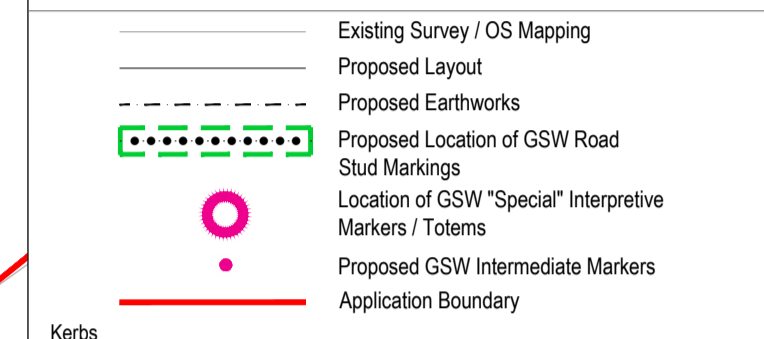 Existing Survey / OS Mapping
Proposed Layout
Proposed Earthworks
Proposed Location of GSW Road
Stud Markings
Location of GSW "Special" Interpretive
Markers / Totems
Proposed GSW Intermediate Markers
Application Boundary
Kerbs